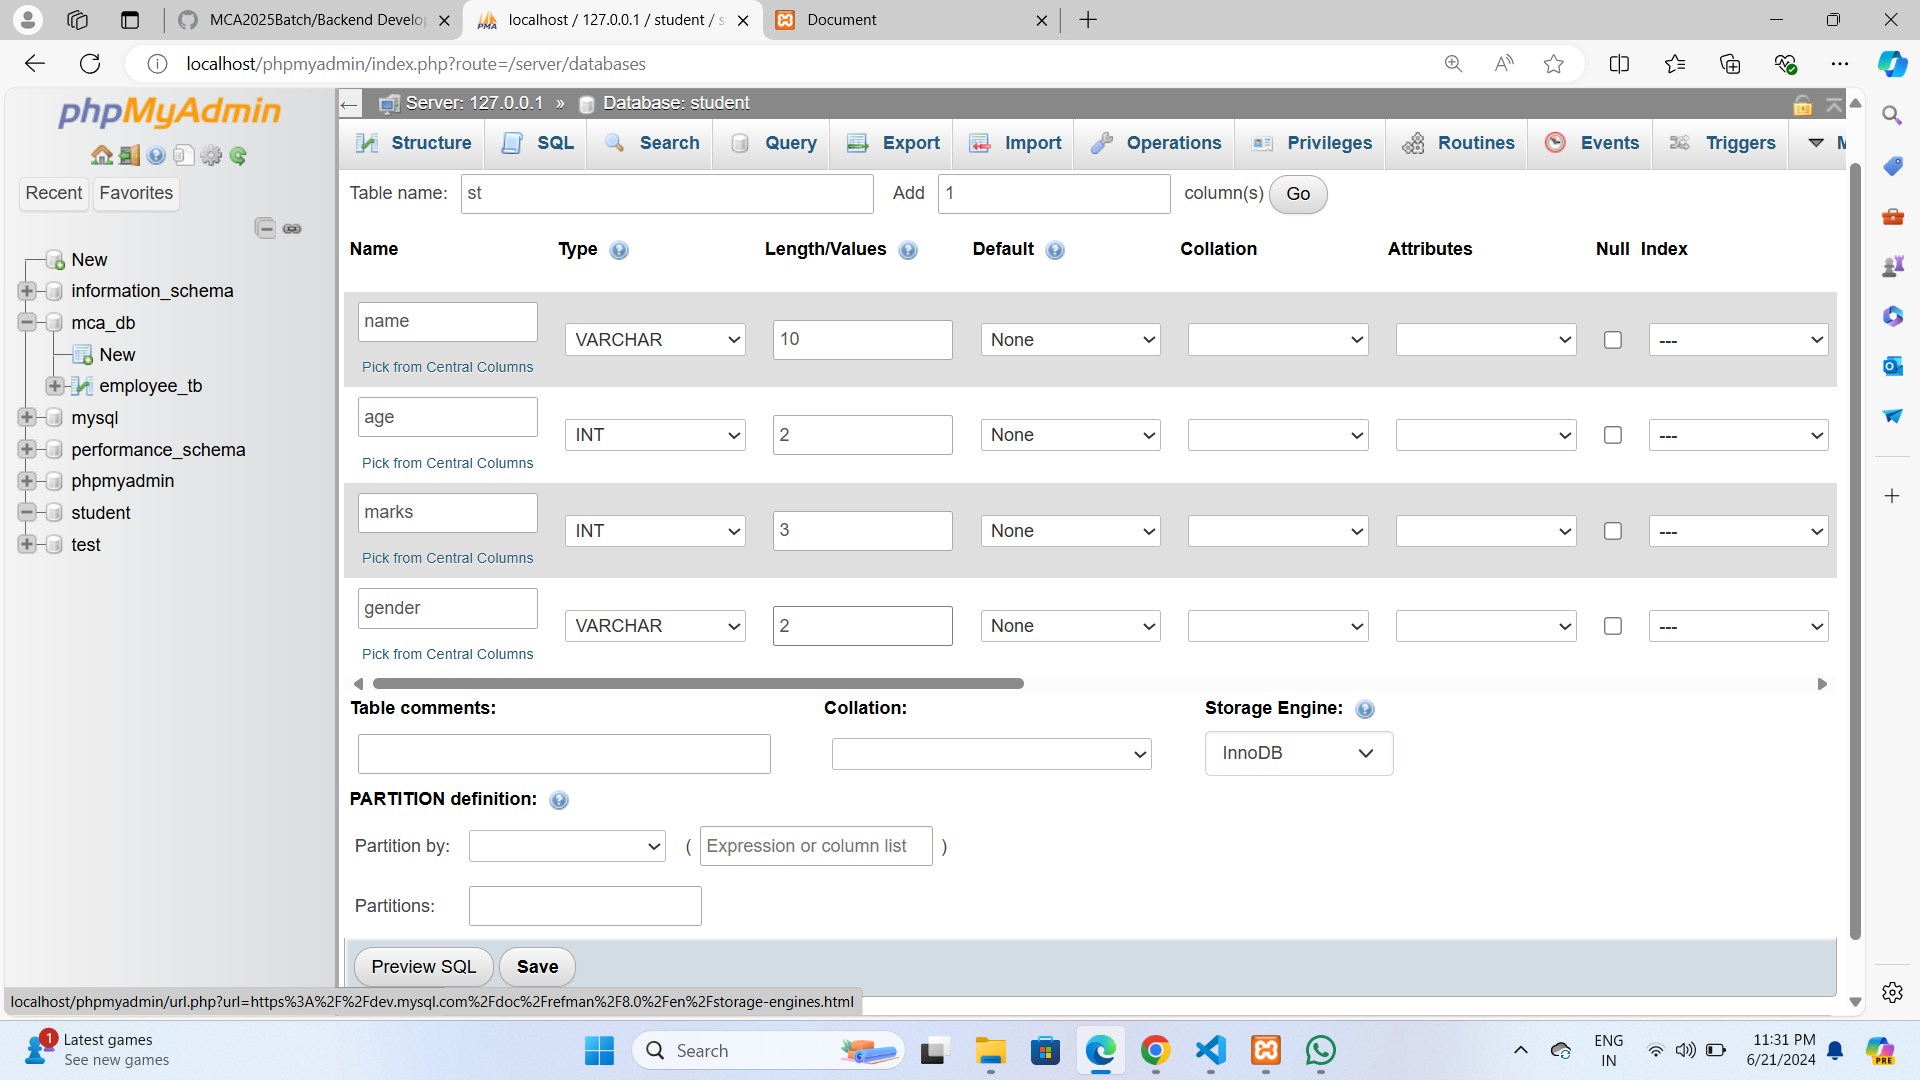 MCA2025Batch/Backend Develo
localhost / 127.0.0.1 / student / s
Document
localhost/phpmyadmin/index.php?route=/server/databases
phpMyAdmin
Recent
Favorites
New
information_schema
mca_db
New
employee_tb
mysql
performance_schema
phpmyadmin
student
test
Server: 127.0.0.1 » Database: student
Structure
SQL
Search
Query
Export
Import
Operations
Privileges
Routines
Events
Triggers
M
Table name: st Add 1 column(s) Go
Name Type Length/Values Default Collation Attributes Null Index
name VARCHAR 10 None ---
Pick from Central Columns
age INT 2 None ---
Pick from Central Columns
marks INT 3 None ---
Pick from Central Columns
gender VARCHAR 2 None ---
Pick from Central Columns
Table comments: Collation: Storage Engine:
InnoDB
PARTITION definition:
Partition by: ( Expression or column list )
Partitions:
Preview SQL Save
localhost/phpmyadmin/url.php?url=https%3A%2F%2Fdev.mysql.com%2Fdoc%2Frefman%2F8.0%2Fen%2Fstorage-engines.html
1
Latest games
See new games
Search
ENG
IN
11:31 PM
6/21/2024
PRE